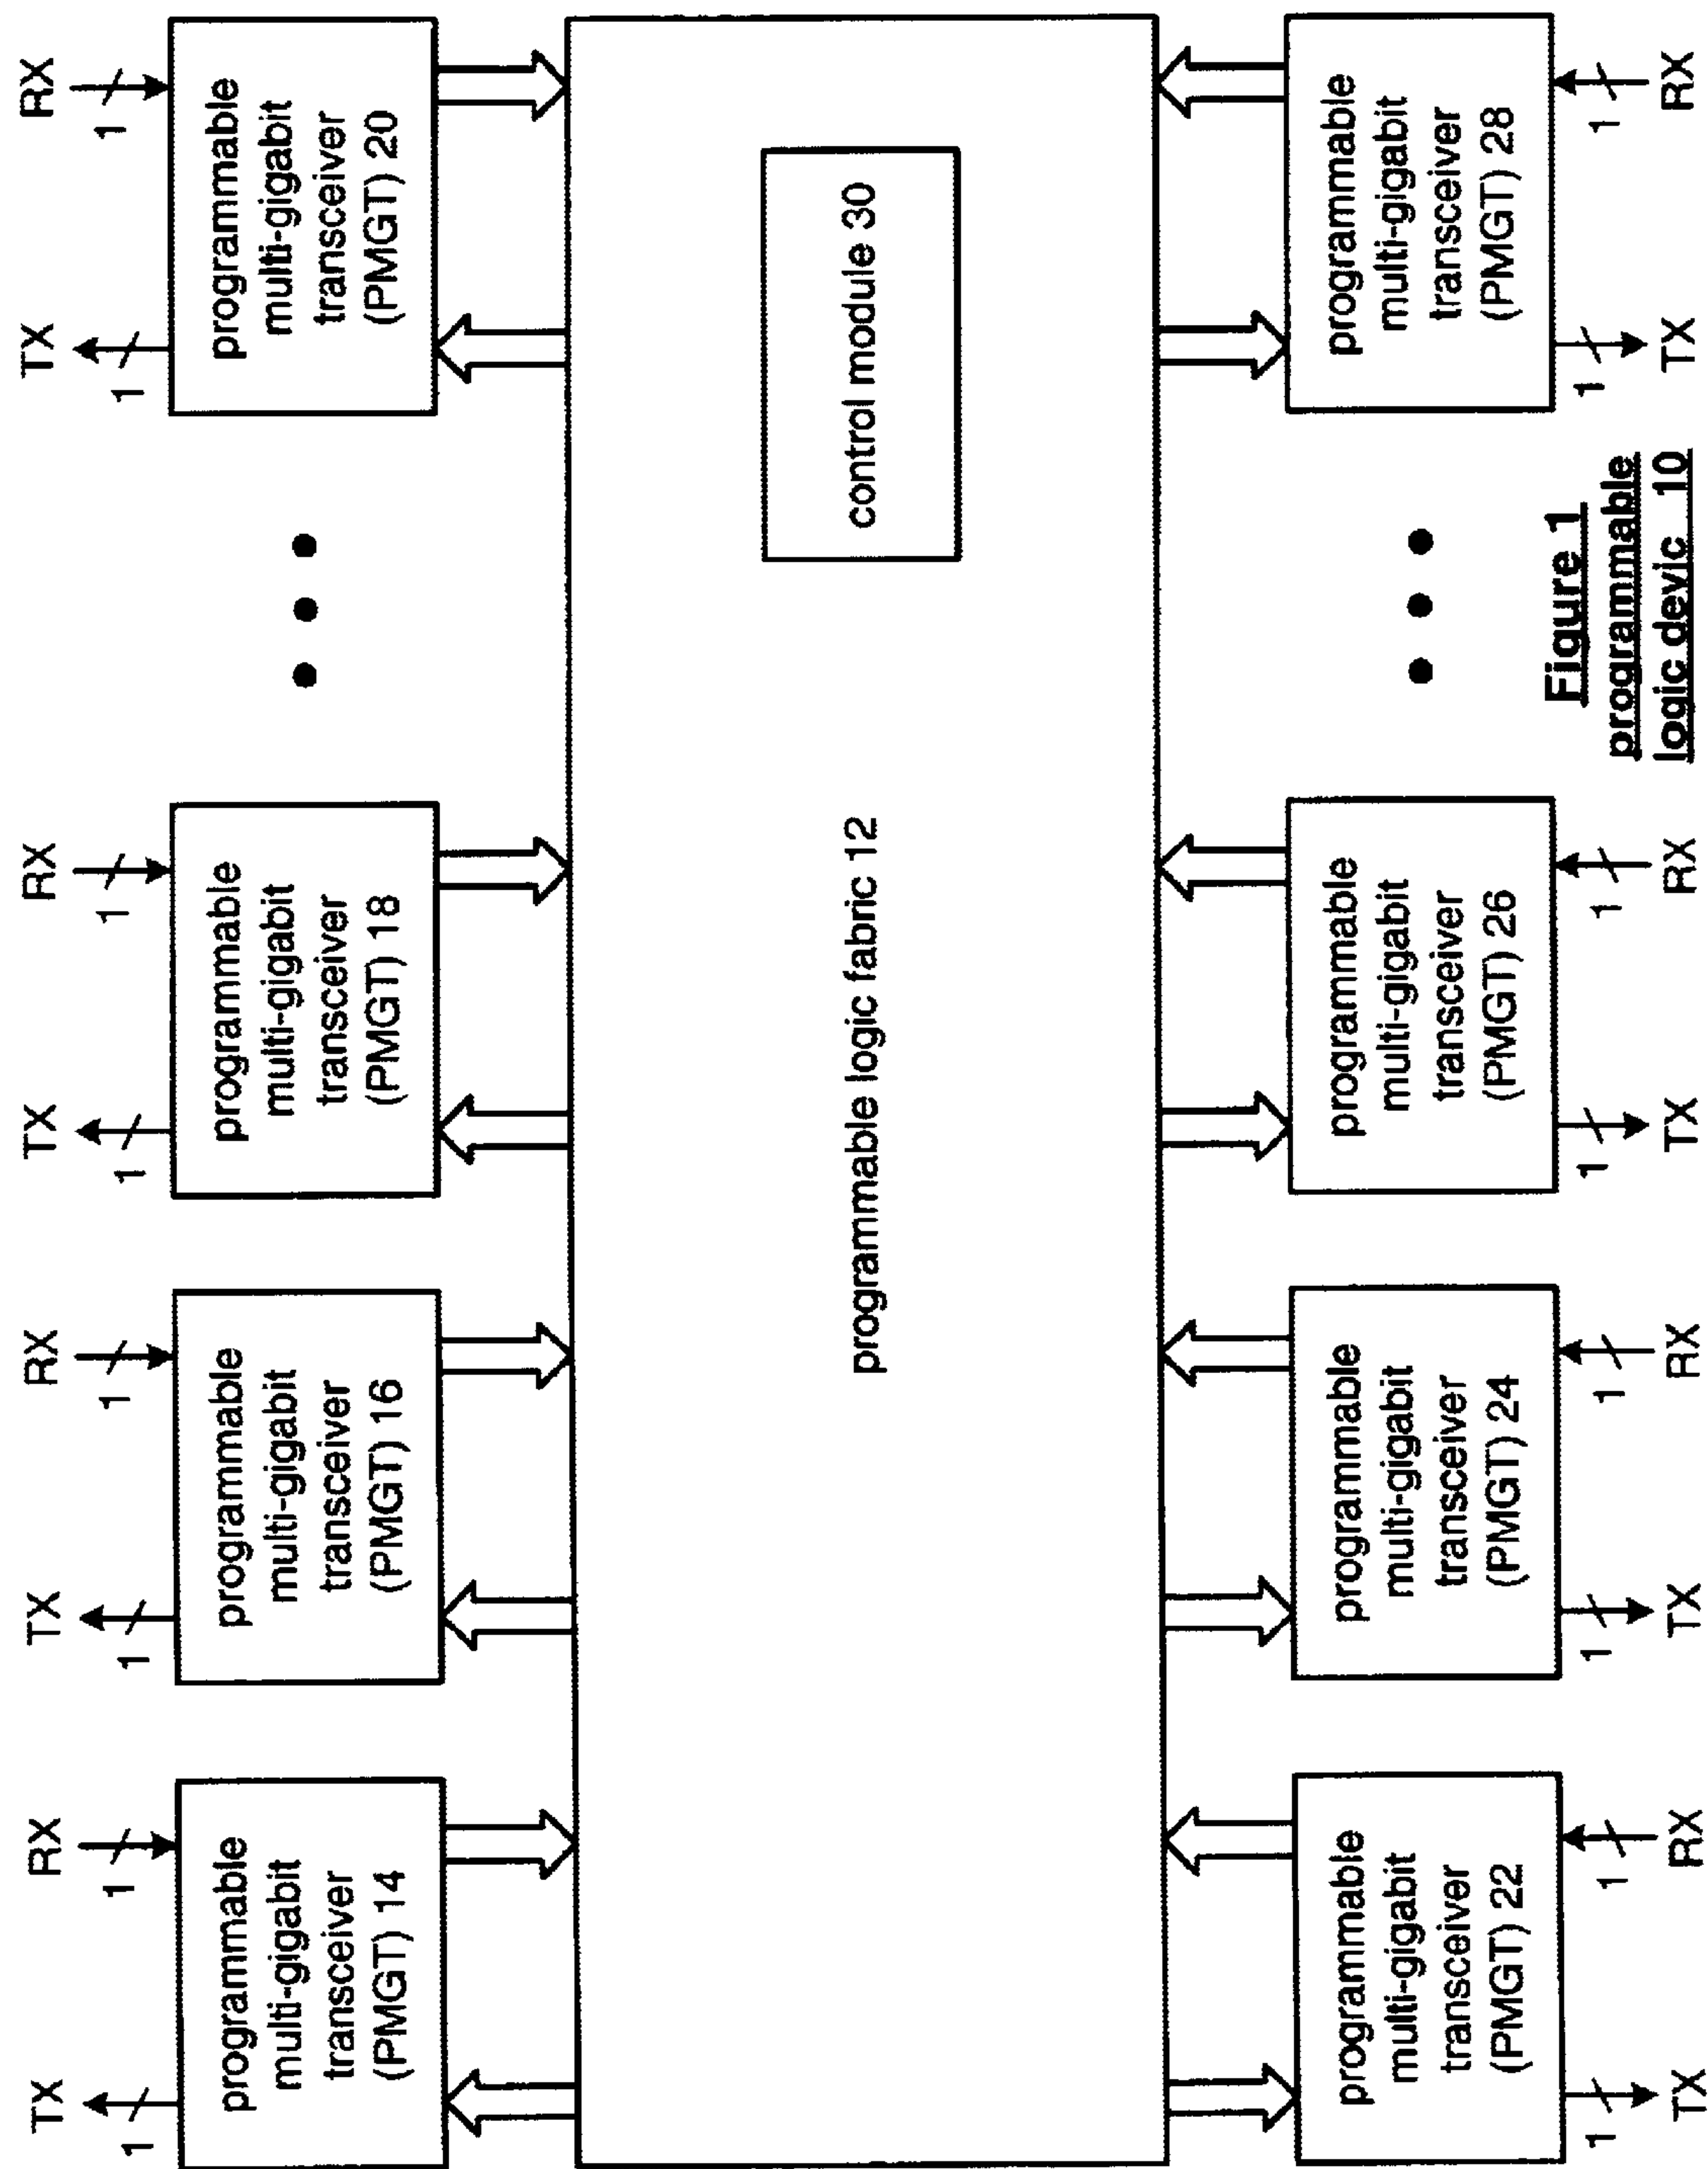 TX
RX
TX
RX
TX
RX
TX
RX
1
1
1
1
1
1
1
1
programmable
multi-gigabit
transceiver
(PMGT) 14
programmable
multi-gigabit
transceiver
(PMGT) 16
programmable
multi-gigabit
transceiver
(PMGT) 18
programmable
multi-gigabit
transceiver
(PMGT) 20
programmable logic fabric 12
control module 30
programmable
multi-gigabit
transceiver
(PMGT) 22
programmable
multi-gigabit
transceiver
(PMGT) 24
programmable
multi-gigabit
transceiver
(PMGT) 26
programmable
multi-gigabit
transceiver
(PMGT) 28
1
1
1
1
1
1
1
1
TX
RX
TX
RX
TX
RX
TX
RX
Figure 1
programmable
logic devic 10